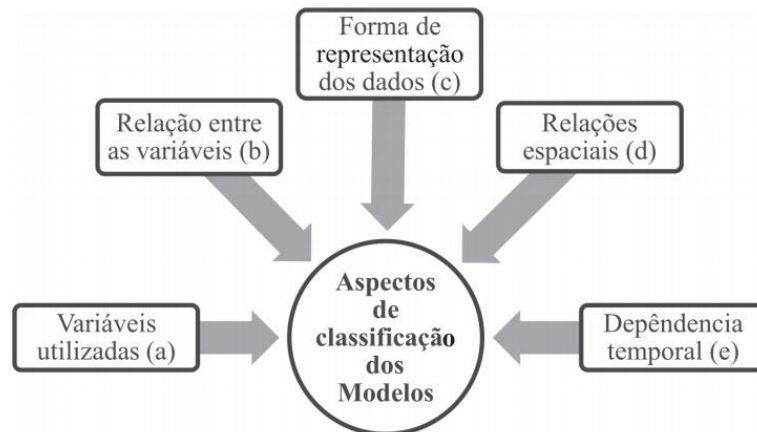 Forma de
representação
dos dados (c)
Relação entre
as variáveis (b)
Relações
espaciais (d)
Variáveis
utilizadas (a)
Aspectos
de
classificação
dos
Modelos
Depêndencia
temporal (e)